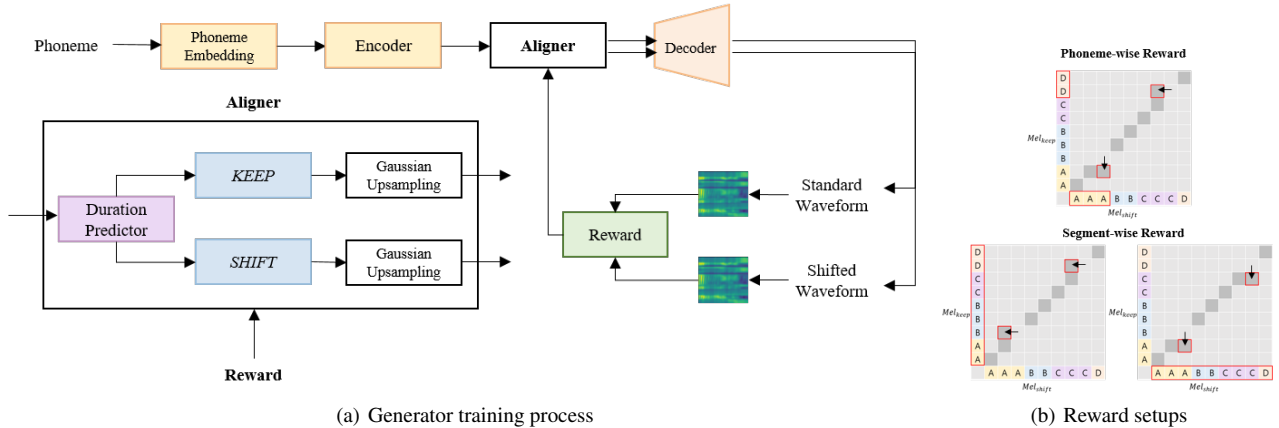 Phoneme
Phoneme
Embedding
Encoder
Aligner
Decoder
Aligner
Duration
Predictor
KEEP
Gaussian
Upsampling
SHIFT
Gaussian
Upsampling
Reward
Reward
Standard
Waveform
Shifted
Waveform
(a) Generator training process
Phoneme-wise Reward
D
D
C
C
B
B
B
A
A
Mel_keep
A A A B B C C C D
Mel_shift
Segment-wise Reward
D
D
C
C
B
B
B
A
A
Mel_keep
A A A B B C C C D
Mel_shift
D
D
C
C
B
B
B
A
A
Mel_keep
A A A B B C C C D
Mel_shift
(b) Reward setups